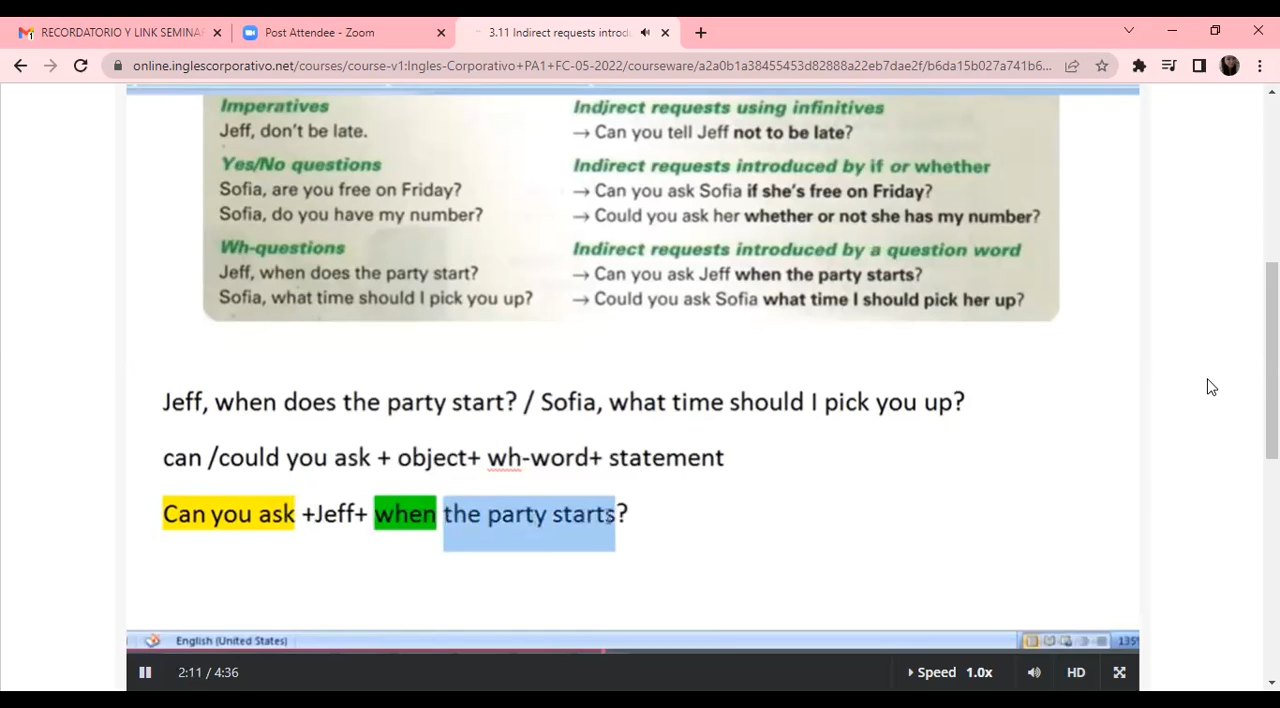 RECORDATORIO Y LINK SEMINA
Post Attendee - Zoom
3.11 Indirect requests introdu
online.inglescorporativo.net/courses/course-v1:Ingles-Corporativo+PA1+FC-05-2022/courseware/a2a0b1a38455453d82888a22eb7dae2f/b6da15b027a741b6...
Imperatives
Indirect requests using infinitives
Jeff, don't be late.
→ Can you tell Jeff not to be late?
Yes/No questions
Indirect requests introduced by if or whether
Sofia, are you free on Friday?
→ Can you ask Sofia if she's free on Friday?
Sofia, do you have my number?
→ Could you ask her whether or not she has my number?
Wh-questions
Indirect requests introduced by a question word
Jeff, when does the party start?
→ Can you ask Jeff when the party starts?
Sofia, what time should I pick you up?
→ Could you ask Sofia what time I should pick her up?
Jeff, when does the party start? / Sofia, what time should I pick you up?
can /could you ask + object+ wh-word+ statement
Can you ask +Jeff+ when the party starts?
English (United States)
135%
2:11 / 4:36
Speed 1.0x
HD